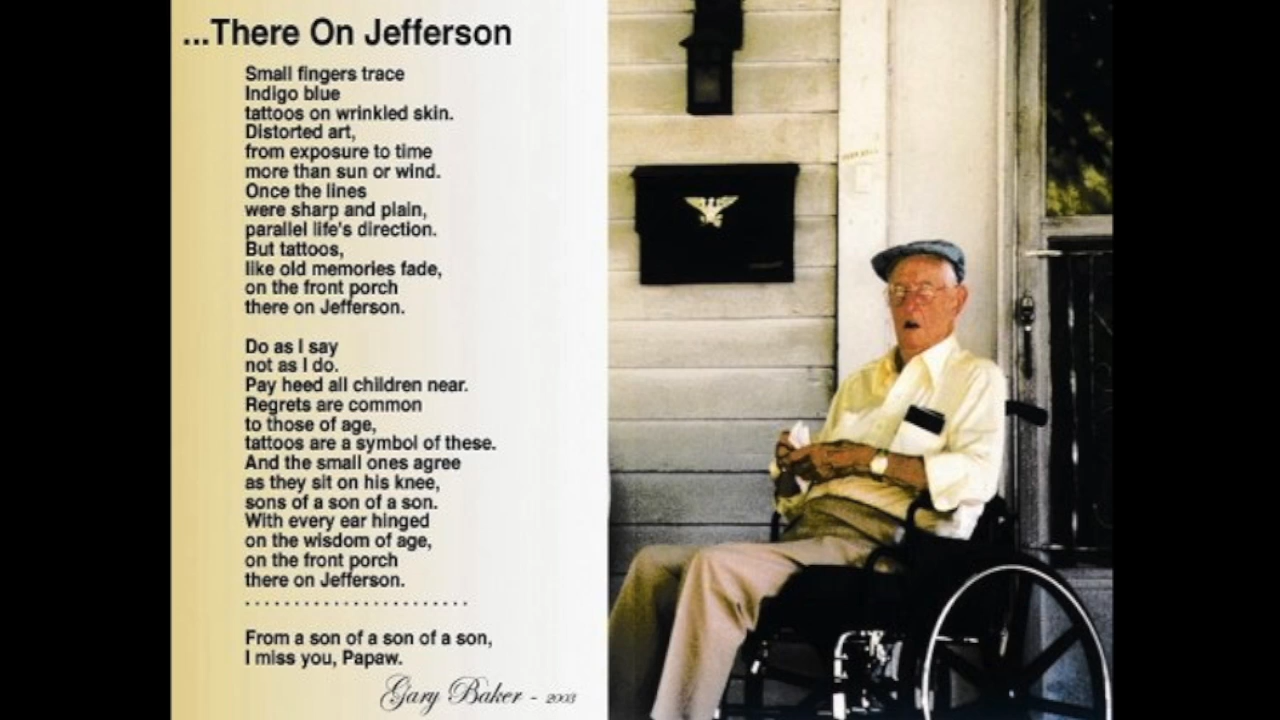 ...There On Jefferson
Small fingers trace
Indigo blue
tattoos on wrinkled skin.
Distorted art,
from exposure to time
more than sun or wind.
Once the lines
were sharp and plain,
parallel life's direction.
But tattoos,
like old memories fade,
on the front porch
there on Jefferson.
Do as I say
not as I do.
Pay heed all children near.
Regrets are common
to those of age,
tattoos are a symbol of these.
And the small ones agree
as they sit on his knee,
sons of a son of a son.
With every ear hinged
on the wisdom of age,
on the front porch
there on Jefferson.
.......................
From a son of a son of a son,
I miss you, Papaw.
Gary Baker - 2003